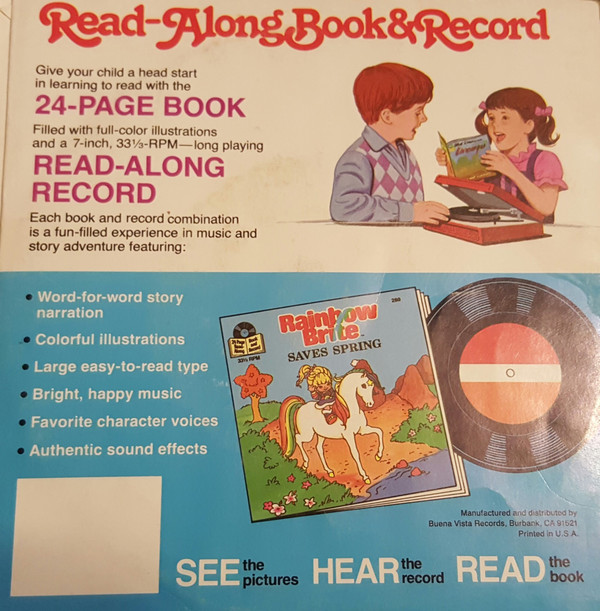 Read-Along Book & Record
Give your child a head start
in learning to read with the
24-PAGE BOOK
Filled with full-color illustrations
and a 7-inch, 33⅓-RPM—long playing
READ-ALONG
RECORD
Each book and record combination
is a fun-filled experience in music and
story adventure featuring:
• Word-for-word story
narration
• Colorful illustrations
• Large easy-to-read type
• Bright, happy music
• Favorite character voices
• Authentic sound effects
Rainbow
Brite
SAVES SPRING
33⅓ RPM
Manufactured and distributed by
Buena Vista Records, Burbank, CA 91521
Printed in U.S.A.
SEE the pictures HEAR the record READ the book